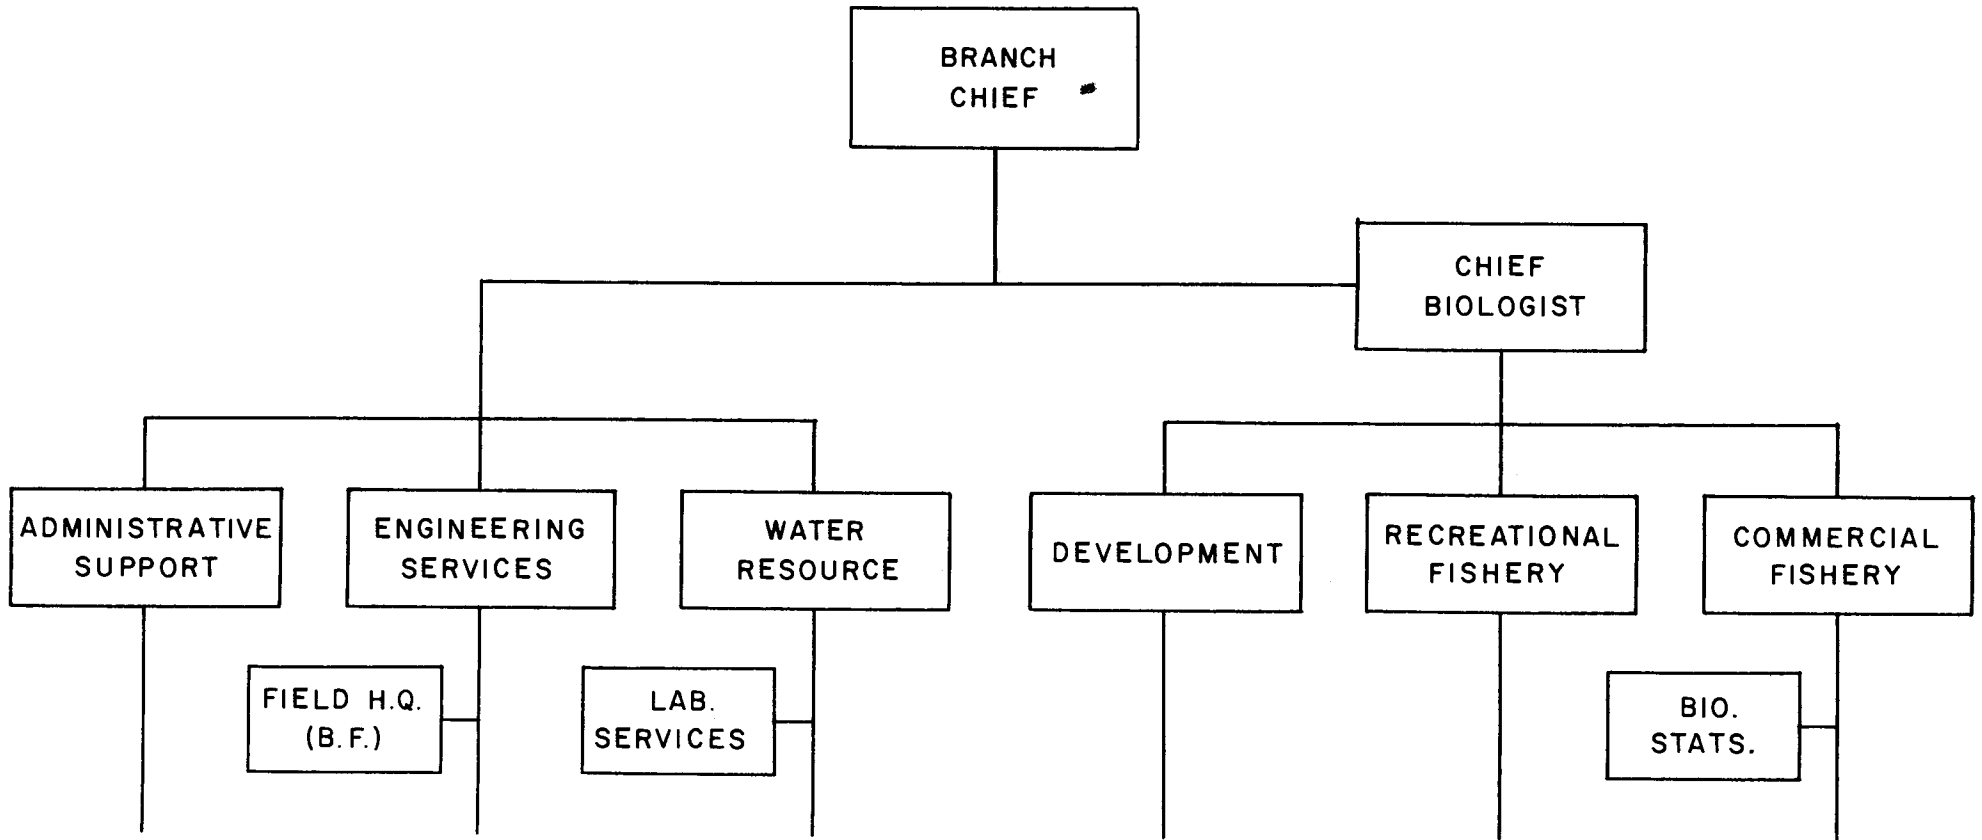 BRANCH
CHIEF
CHIEF
BIOLOGIST
ADMINISTRATIVE
SUPPORT
ENGINEERING
SERVICES
WATER
RESOURCE
DEVELOPMENT
RECREATIONAL
FISHERY
COMMERCIAL
FISHERY
FIELD H.Q.
(B.F.)
LAB.
SERVICES
BIO.
STATS.